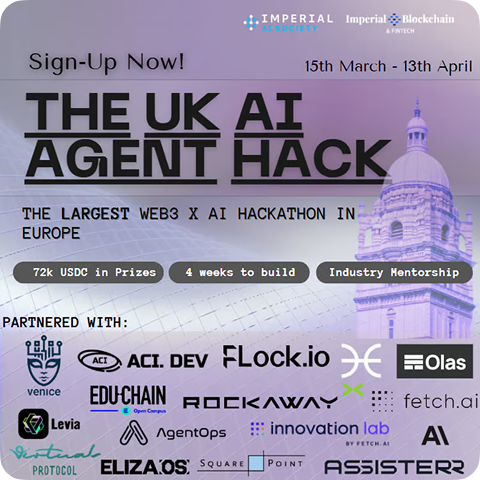 IMPERIAL
AI SOCIETY
Imperial Blockchain
& FINTECH
Sign-Up Now!
15th March - 13th April
THE UK AI
AGENT HACK
THE LARGEST WEB3 X AI HACKATHON IN
EUROPE
72k USDC in Prizes
4 weeks to build
Industry Mentorship
PARTNERED WITH:
venice
ACI
ACI.DEV
FLock.io
Olas
EDU·CHAIN
Open Campus
ROCKAWAY
fetch.ai
Levia
AgentOps
innovation lab
BY FETCH.AI
Virtual
PROTOCOL
ELIZA OS
SQUARE POINT
ASSISTERR